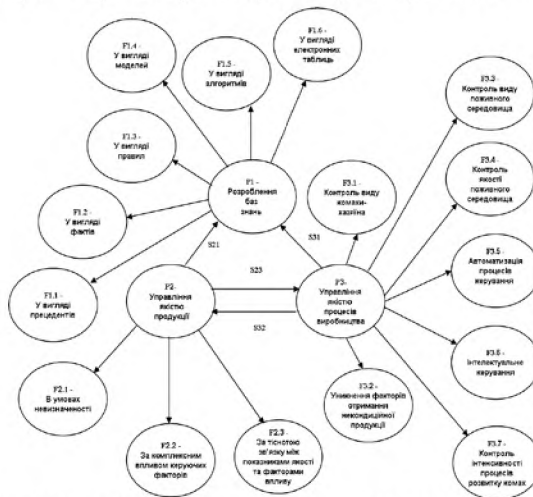 F1.6 -
У вигляді
електронних
таблиць
F1.4 -
У вигляді
моделей
F1.5 -
У вигляді
алгоритмів
F3.3 -
Контроль виду
поживного
середовища
F1.3 -
У вигляді
правил
F1 -
Розроблення
баз
знань
F3.1 -
Контроль виду
комахи-
хазяїна
F3.4 -
Контроль
якості
поживного
середовища
F1.2 -
У вигляді
фактів
S21
S31
F3.5 -
Автоматизація
процесів
керування
F1.1 -
У вигляді
прецедентів
F2-
Управління
якістю
продукції
S23
S32
F3-
Управління
якістю
процесів
виробництва
F3.6 -
Інтелектуальне
керування
F2.1 -
В умовах
невизначеності
F3.2 -
Уникнення факторів
отримання
некондиційної
продукції
F2.2 -
За комплексним
впливом керуючих
факторів
F2.3 -
За тіснотою
зв'язку між
показниками якості
та факторами
впливу
F3.7 -
Контроль
інтенсивності
процесів
розвитку комах